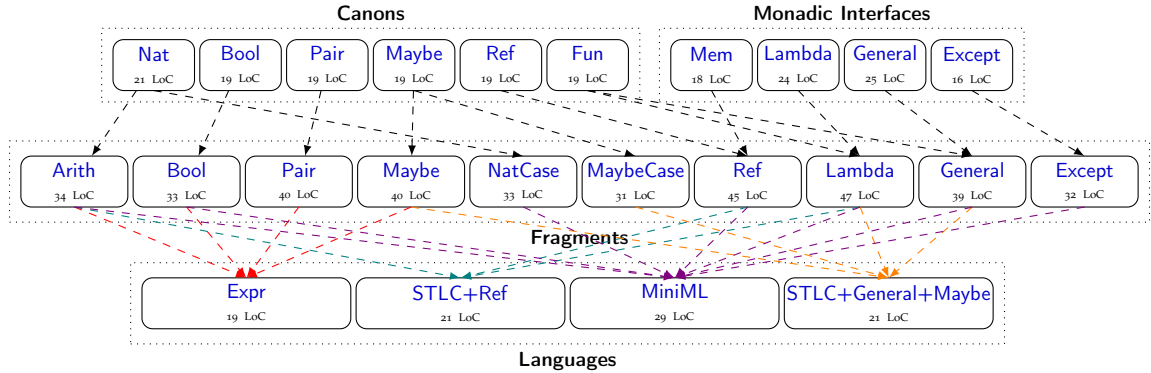 Canons Monadic Interfaces
Nat Bool Pair Maybe Ref Fun Mem Lambda General Except
21 LoC 19 LoC 19 LoC 19 LoC 19 LoC 19 LoC 18 LoC 24 LoC 25 LoC 16 LoC
Arith Bool Pair Maybe NatCase MaybeCase Ref Lambda General Except
34 LoC 33 LoC 40 LoC 40 LoC 33 LoC 31 LoC 45 LoC 47 LoC 39 LoC 32 LoC
Fragments
Expr STLC+Ref MiniML STLC+General+Maybe
19 LoC 21 LoC 29 LoC 21 LoC
Languages